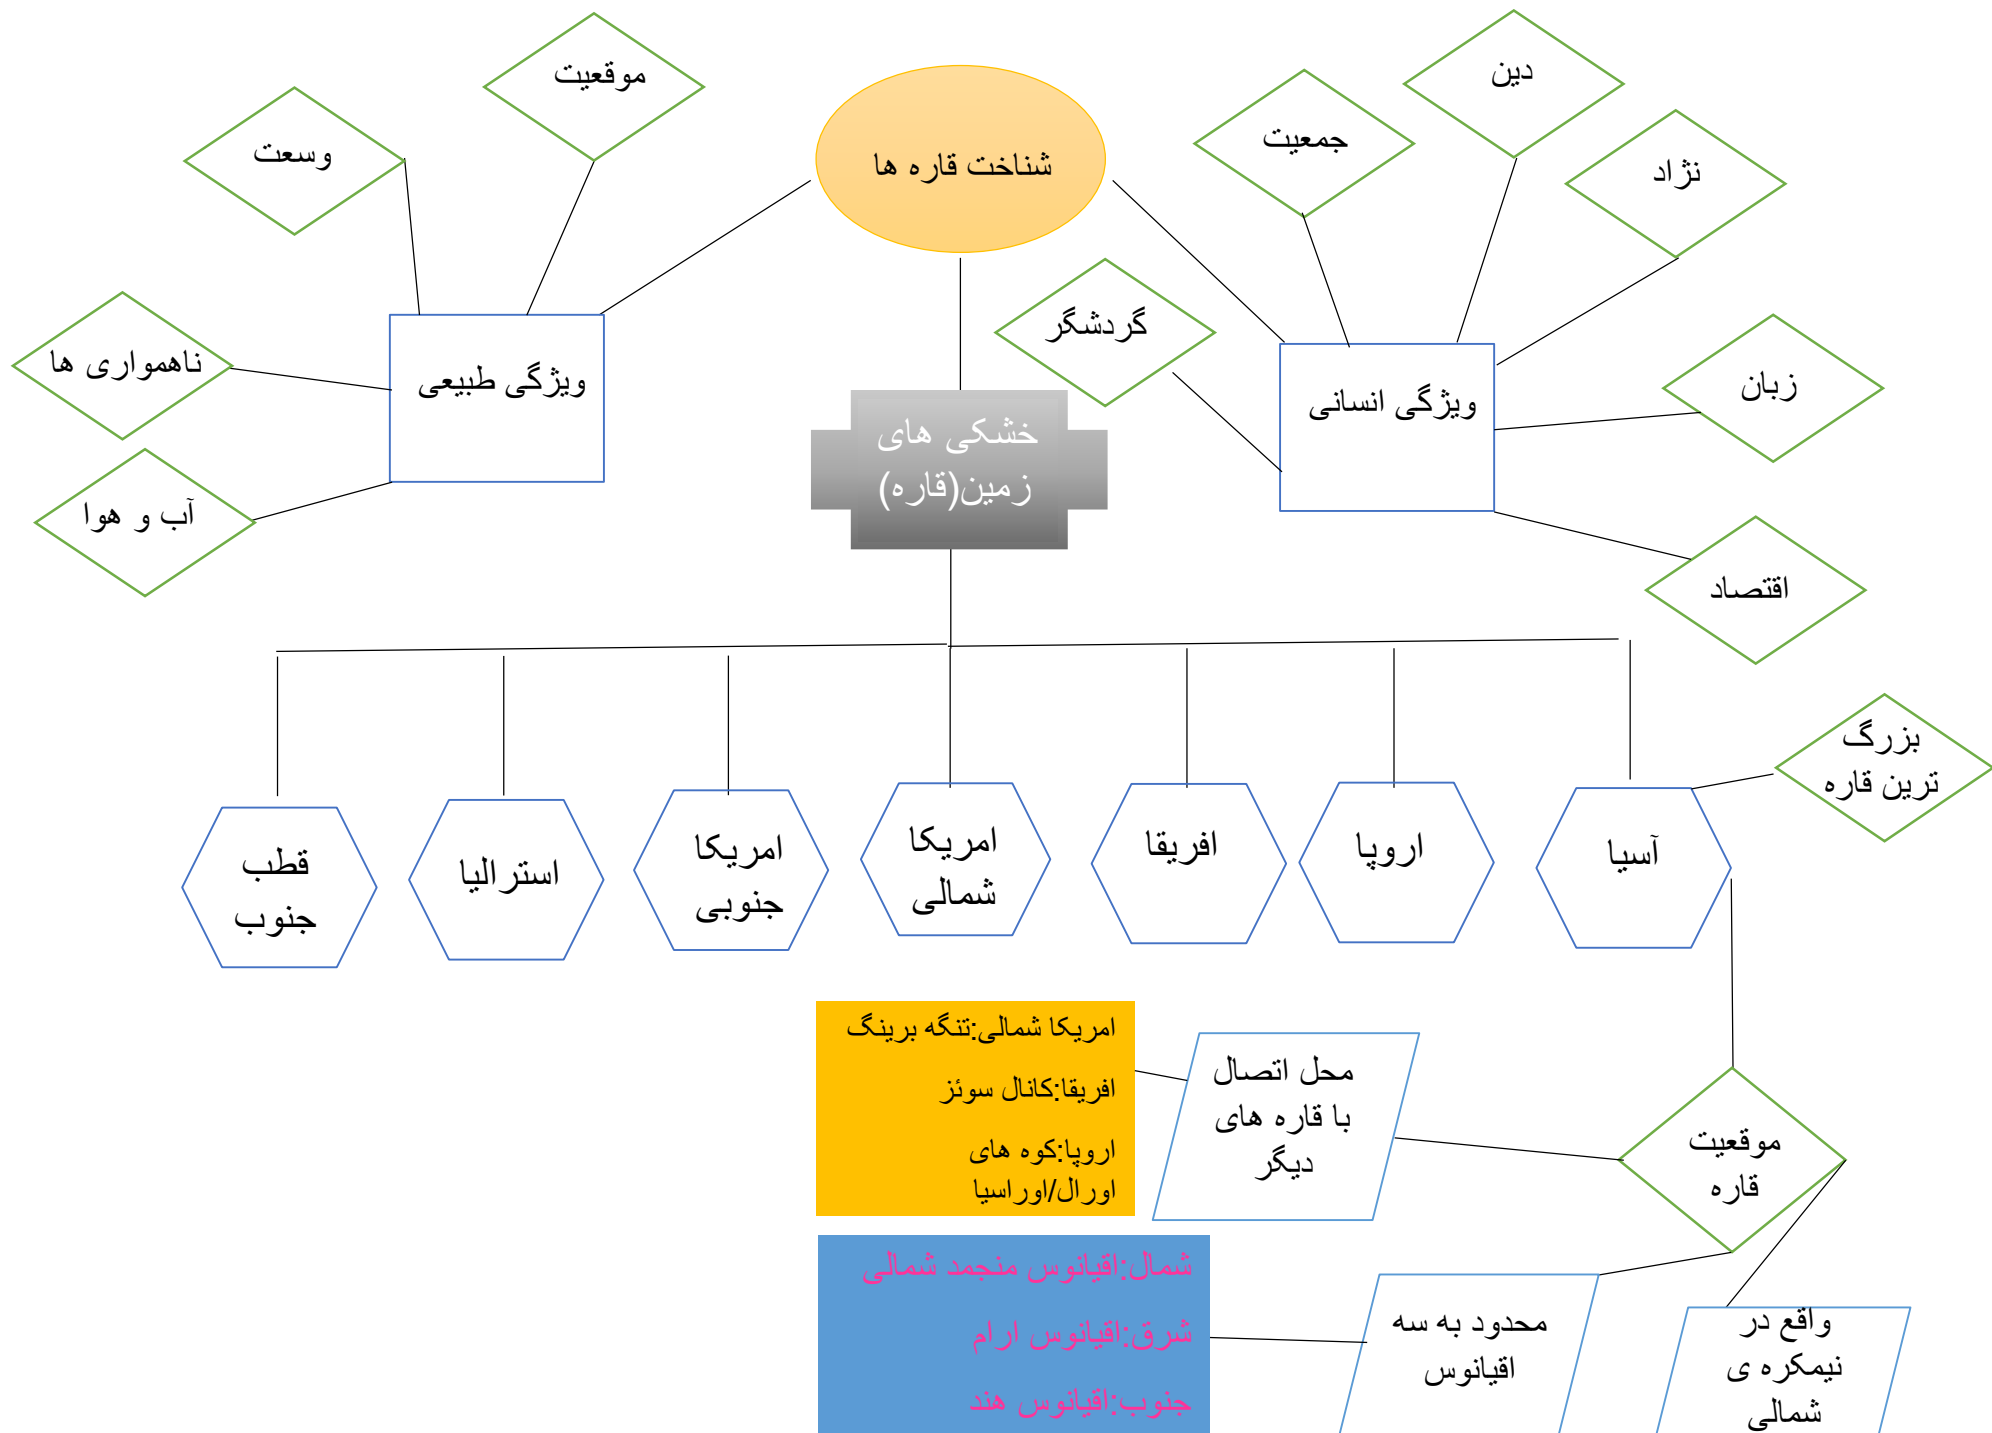 شناخت قاره ها
دین
جمعیت
نژاد
گردشگر
ویژگی انسانی
زبان
اقتصاد
موقعیت
وسعت
ویژگی طبیعی
ناهمواری ها
آب و هوا
خشکی های
زمین(قاره)
آسیا
اروپا
افریقا
امریکا
شمالی
امریکا
جنوبی
استرالیا
قطب
جنوب
بزرگ
ترین قاره
موقعیت
قاره
محل اتصال
با قاره های
دیگر
امریکا شمالی:تنگه برینگ
افریقا:کانال سوئز
اروپا:کوه های
اورال/اوراسیا
محدود به سه
اقیانوس
شمال:اقیانوس منجمد شمالی
شرق:اقیانوس ارام
جنوب:اقیانوس هند
واقع در
نیمکره ی
شمالی